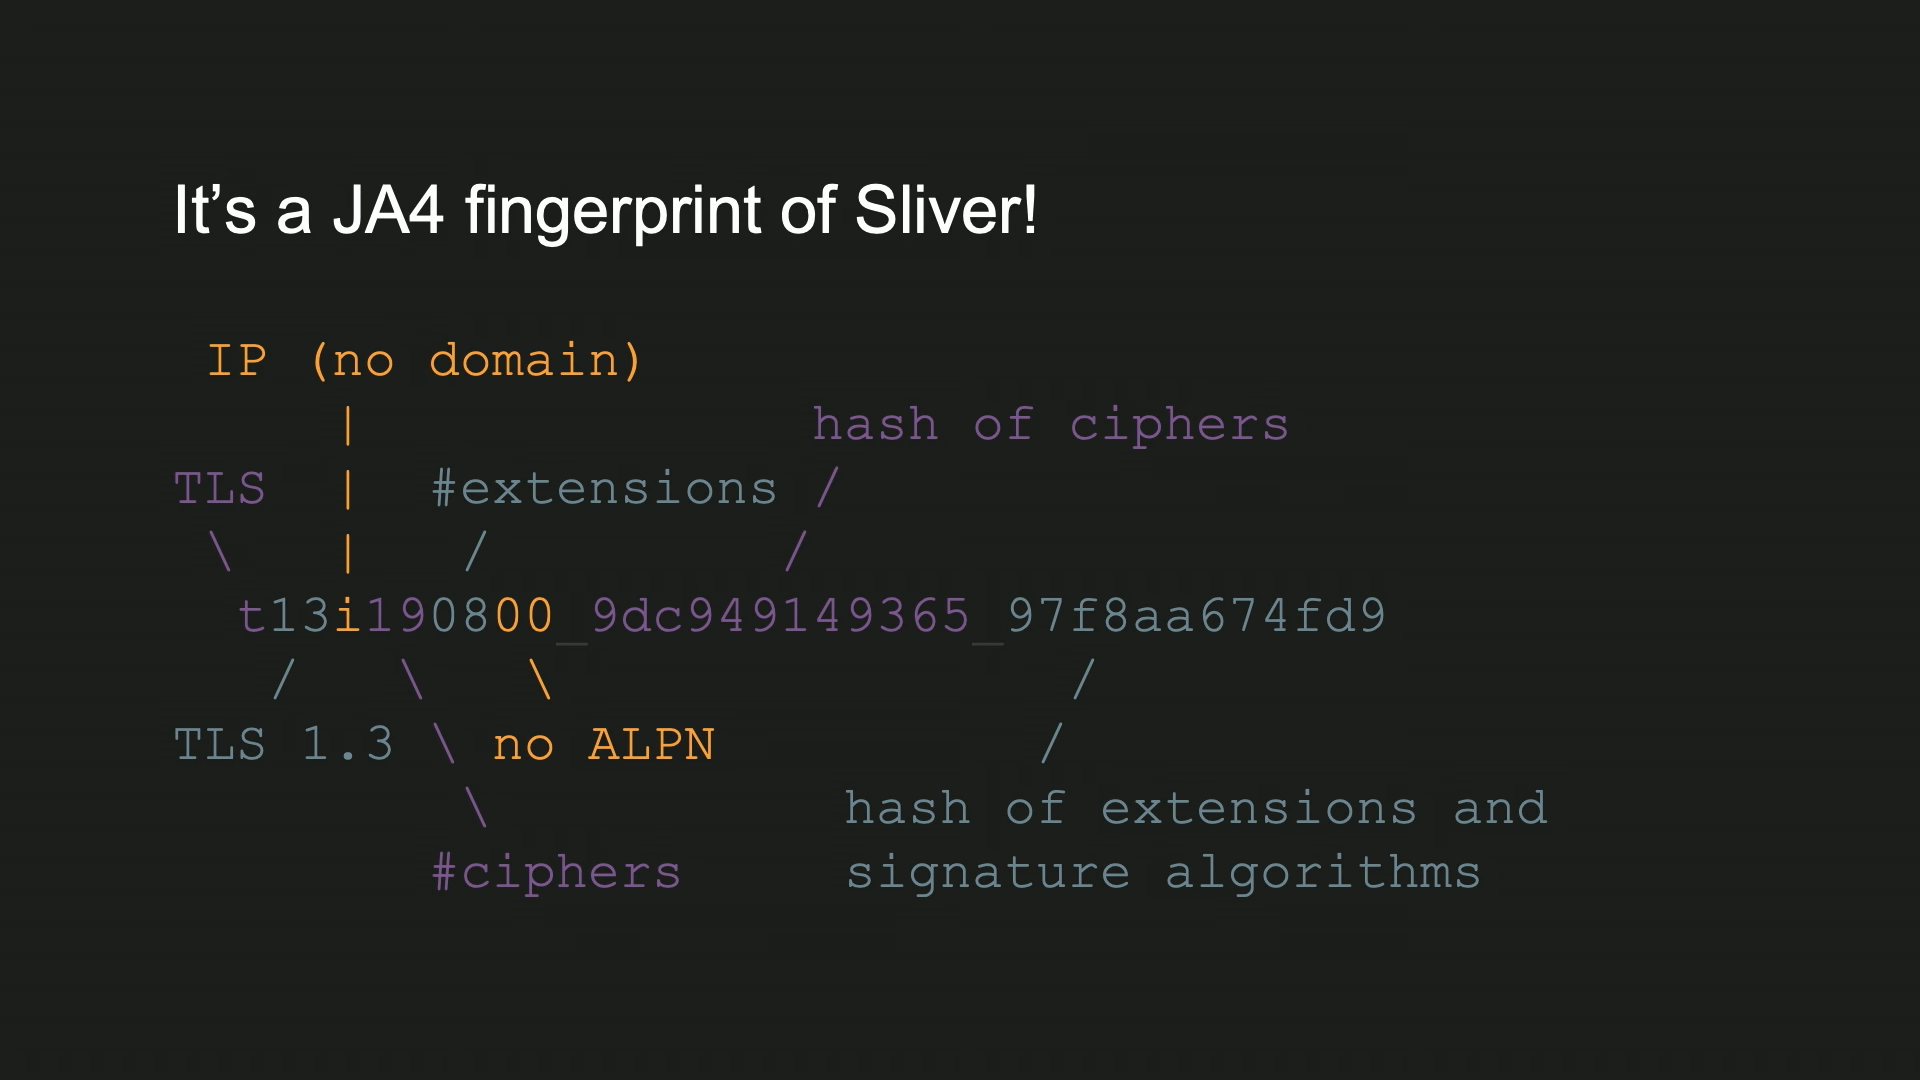 It’s a JA4 fingerprint of Sliver!
IP (no domain)
| hash of ciphers
TLS | #extensions /
\ | / /
t13i190800_9dc949149365_97f8aa674fd9
/ \ \ /
TLS 1.3 \ no ALPN /
\ hash of extensions and
#ciphers signature algorithms